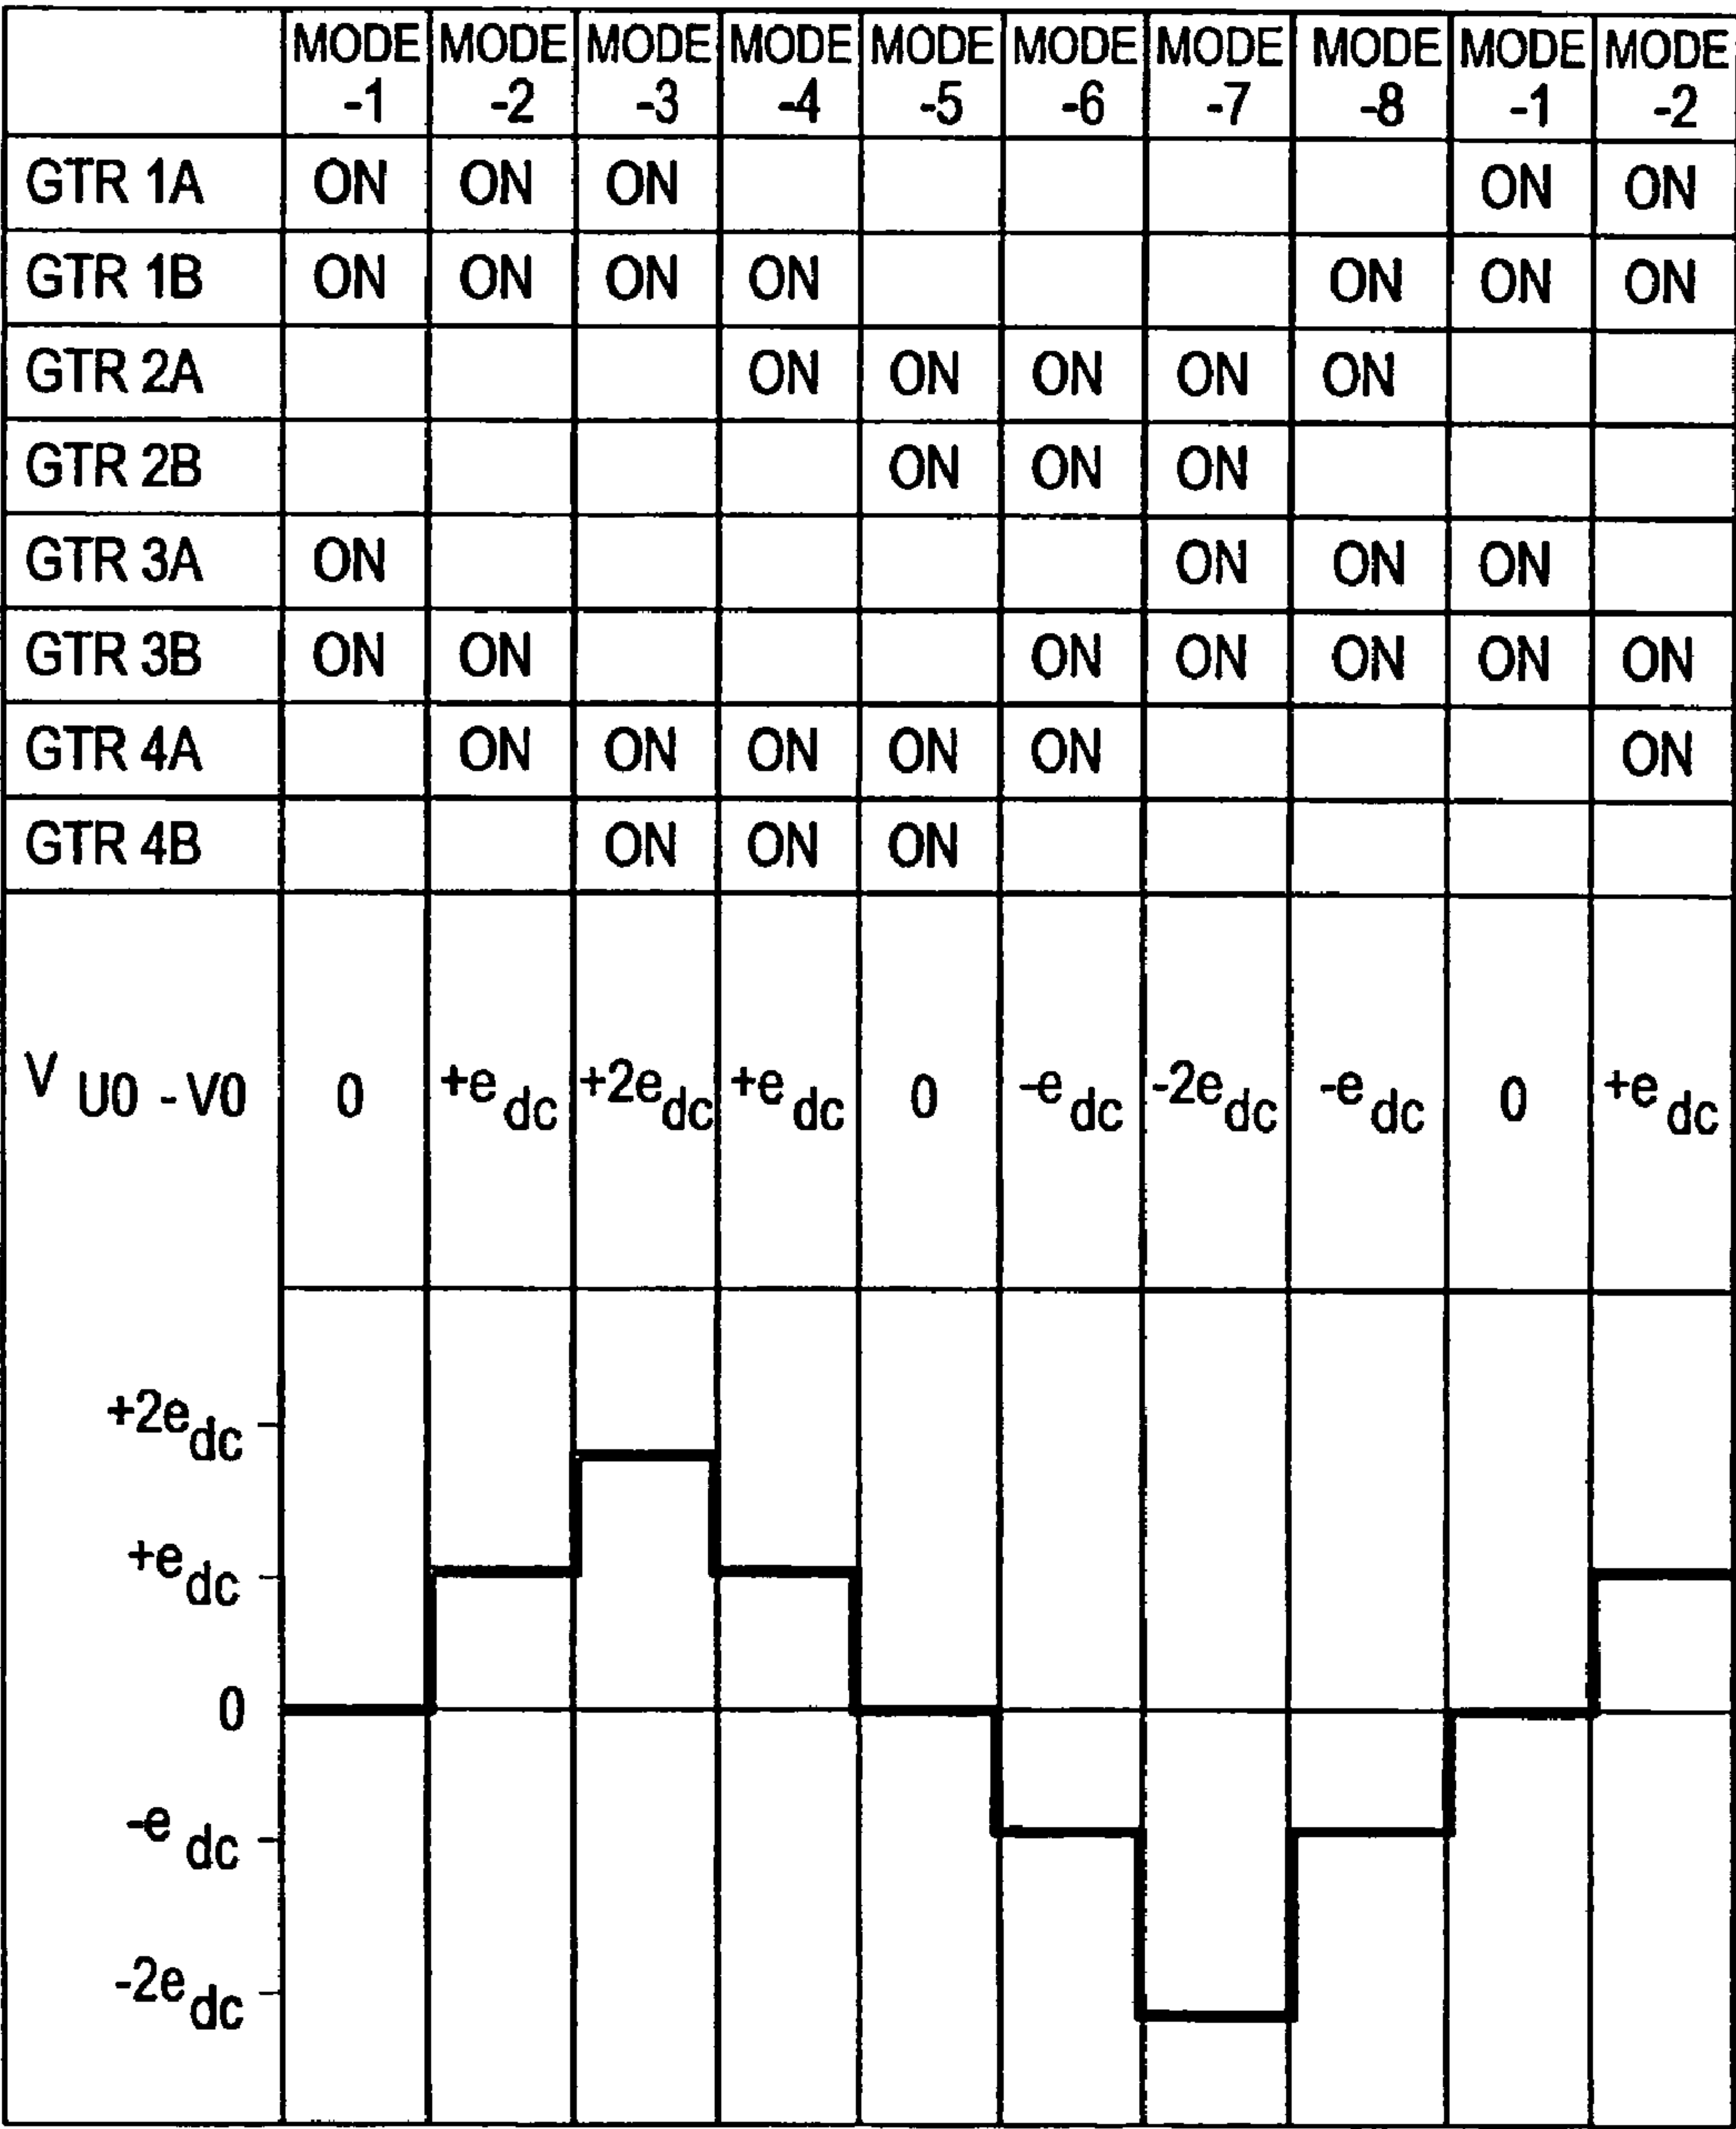 MODE -1 MODE -2 MODE -3 MODE -4 MODE -5 MODE -6 MODE -7 MODE -8 MODE -1 MODE -2
GTR 1A ON ON ON ON ON
GTR 1B ON ON ON ON ON ON ON
GTR 2A ON ON ON ON ON
GTR 2B ON ON ON
GTR 3A ON ON ON ON
GTR 3B ON ON ON ON ON ON ON
GTR 4A ON ON ON ON ON ON
GTR 4B ON ON ON
V U0 - V0 0 +e dc +2e dc +e dc 0 -e dc -2e dc -e dc 0 +e dc
+2e dc
+e dc
0
-e dc
-2e dc